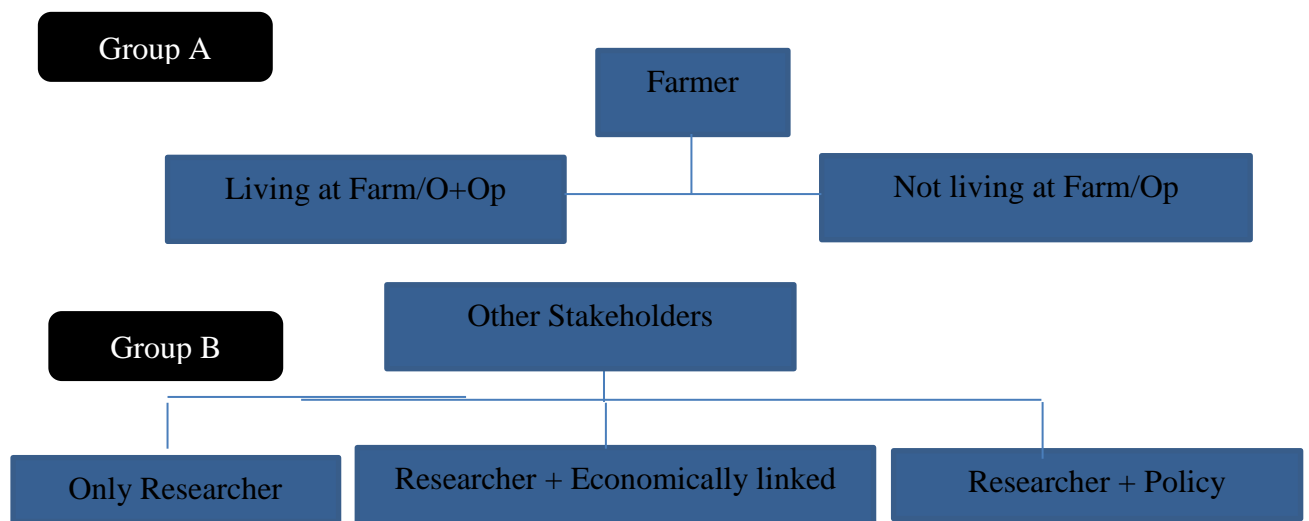 Group A
Farmer
Living at Farm/O+Op
Not living at Farm/Op
Other Stakeholders
Group B
Only Researcher
Researcher + Economically linked
Researcher + Policy